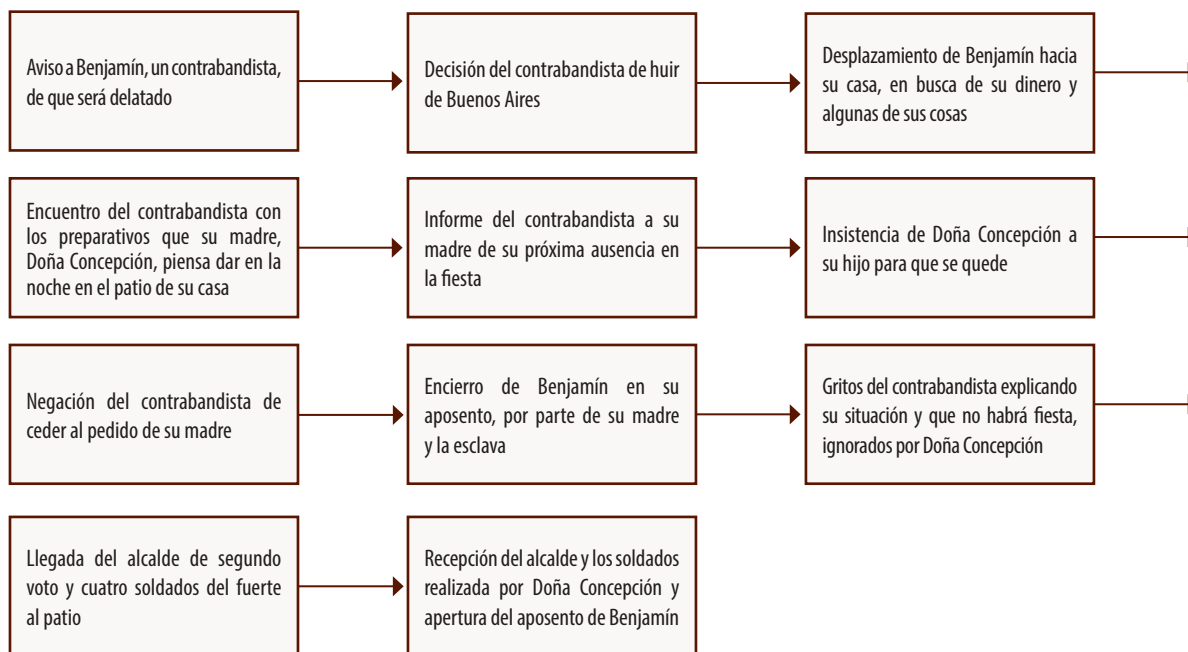 Aviso a Benjamín, un contrabandista,
de que será delatado
Decisión del contrabandista de huir
de Buenos Aires
Desplazamiento de Benjamín hacia
su casa, en busca de su dinero y
algunas de sus cosas
Encuentro del contrabandista con
los preparativos que su madre,
Doña Concepción, piensa dar en la
noche en el patio de su casa
Informe del contrabandista a su
madre de su próxima ausencia en
la fiesta
Insistencia de Doña Concepción a
su hijo para que se quede
Negación del contrabandista de
ceder al pedido de su madre
Encierro de Benjamín en su
aposento, por parte de su madre
y la esclava
Gritos del contrabandista explicando
su situación y que no habrá fiesta,
ignorados por Doña Concepción
Llegada del alcalde de segundo
voto y cuatro soldados del fuerte
al patio
Recepción del alcalde y los soldados
realizada por Doña Concepción y
apertura del aposento de Benjamín